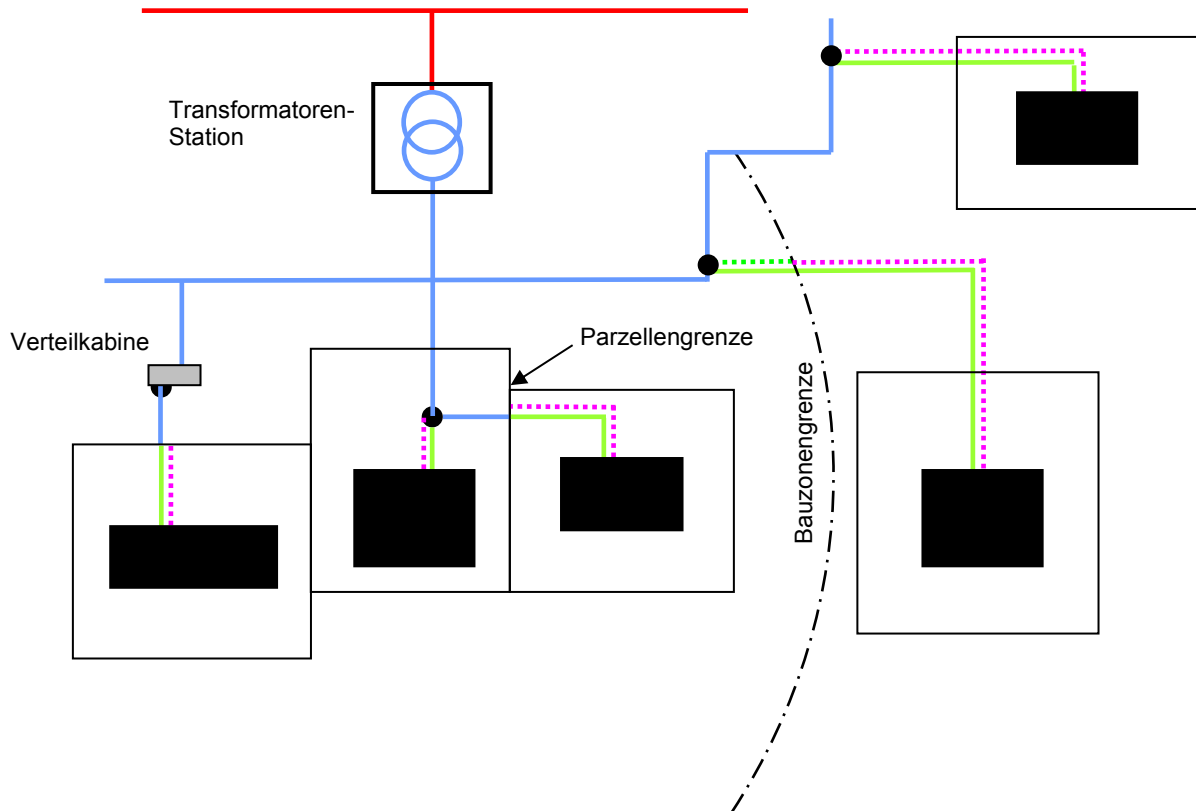 Transformatoren-
Station
Verteilkabine
Parzellengrenze
Bauzonengrenze